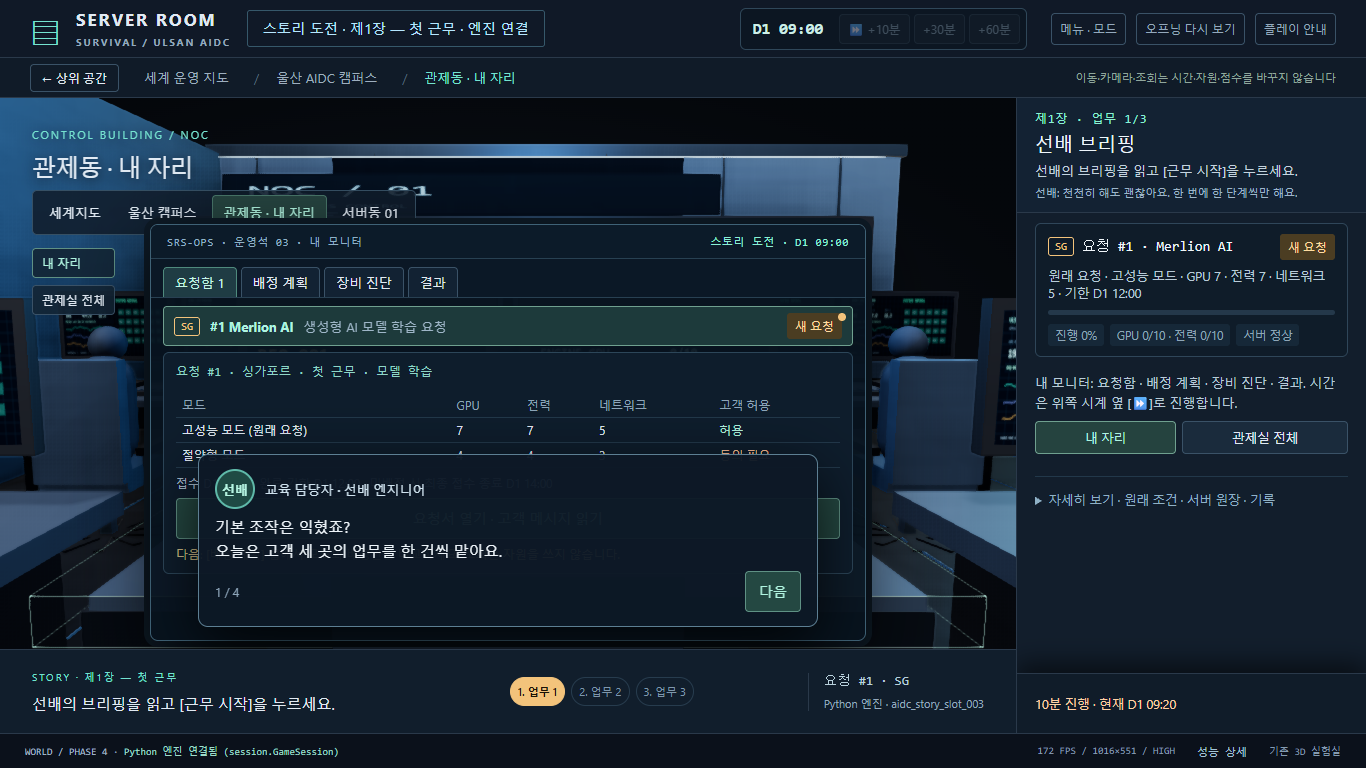 SERVER ROOM
SURVIVAL / ULSAN AIDC
스토리 도전 · 제1장 — 첫 근무 · 엔진 연결
D1 09:00
⏩ +10분
+30분
+60분
메뉴 · 모드
오프닝 다시 보기
플레이 안내
← 상위 공간
세계 운영 지도 / 울산 AIDC 캠퍼스 / 관제동 · 내 자리
이동·카메라·조회는 시간·자원·점수를 바꾸지 않습니다
CONTROL BUILDING / NOC
관제동 · 내 자리
NOC / 01
세계지도
울산 캠퍼스
관제동 · 내 자리
서버동 01
내 자리
관제실 전체
SRS-OPS · 운영석 03 · 내 모니터
스토리 도전 · D1 09:00
요청함 1
배정 계획
장비 진단
결과
SG #1 Merlion AI 생성형 AI 모델 학습 요청 새 요청
요청 #1 · 싱가포르 · 첫 근무 · 모델 학습
모드 GPU 전력 네트워크 고객 허용
고성능 모드 (원래 요청) 7 7 5 허용
접수
다음
선배 교육 담당자 · 선배 엔지니어
기본 조작은 익혔죠?
오늘은 고객 세 곳의 업무를 한 건씩 맡아요.
1 / 4
다음
제1장 · 업무 1/3
선배 브리핑
선배의 브리핑을 읽고 [근무 시작]을 누르세요.
선배: 천천히 해도 괜찮아요. 한 번에 한 단계씩만 해요.
SG 요청 #1 · Merlion AI 새 요청
원래 요청 · 고성능 모드 · GPU 7 · 전력 7 · 네트워크
5 · 기한 D1 12:00
진행 0%
GPU 0/10 · 전력 0/10
서버 정상
내 모니터: 요청함 · 배정 계획 · 장비 진단 · 결과. 시간
은 위쪽 시계 옆 [⏩]로 진행합니다.
내 자리
관제실 전체
▶ 자세히 보기 · 원래 조건 · 서버 원장 · 기록
STORY · 제1장 — 첫 근무
선배의 브리핑을 읽고 [근무 시작]을 누르세요.
1. 업무 1
2. 업무 2
3. 업무 3
요청 #1 · SG
Python 엔진 · aidc_story_slot_003
10분 진행 · 현재 D1 09:20
WORLD / PHASE 4 · Python 엔진 연결됨 (session.GameSession)
172 FPS / 1016×551 / HIGH
성능 상세
기존 3D 실험실